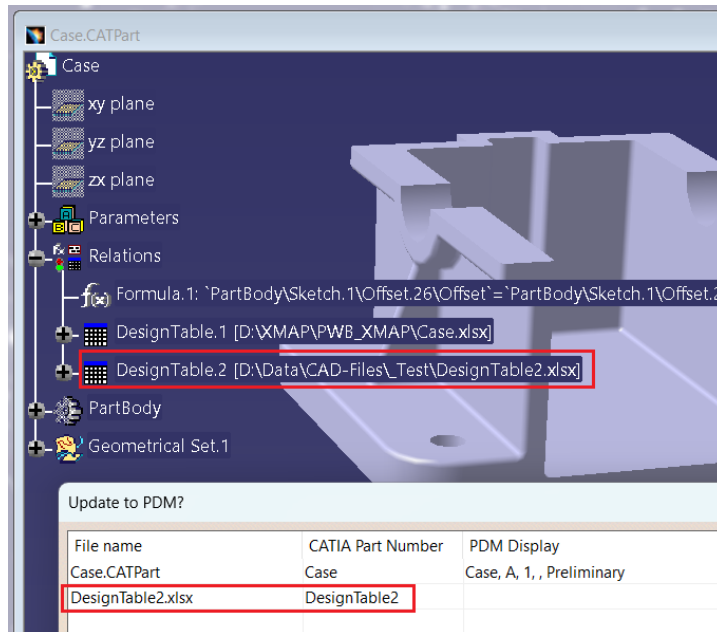 Case.CATPart
Case
xy plane
yz plane
zx plane
Parameters
Relations
Formula.1: `PartBody\Sketch.1\Offset.26\Offset`=`PartBody\Sketch.1\Offset.2
DesignTable.1 [D:\XMAP\PWB_XMAP\Case.xlsx]
DesignTable.2 [D:\Data\CAD-Files\_Test\DesignTable2.xlsx]
PartBody
Geometrical Set.1
Update to PDM?
File name CATIA Part Number PDM Display
Case.CATPart Case Case, A, 1, , Preliminary
DesignTable2.xlsx DesignTable2